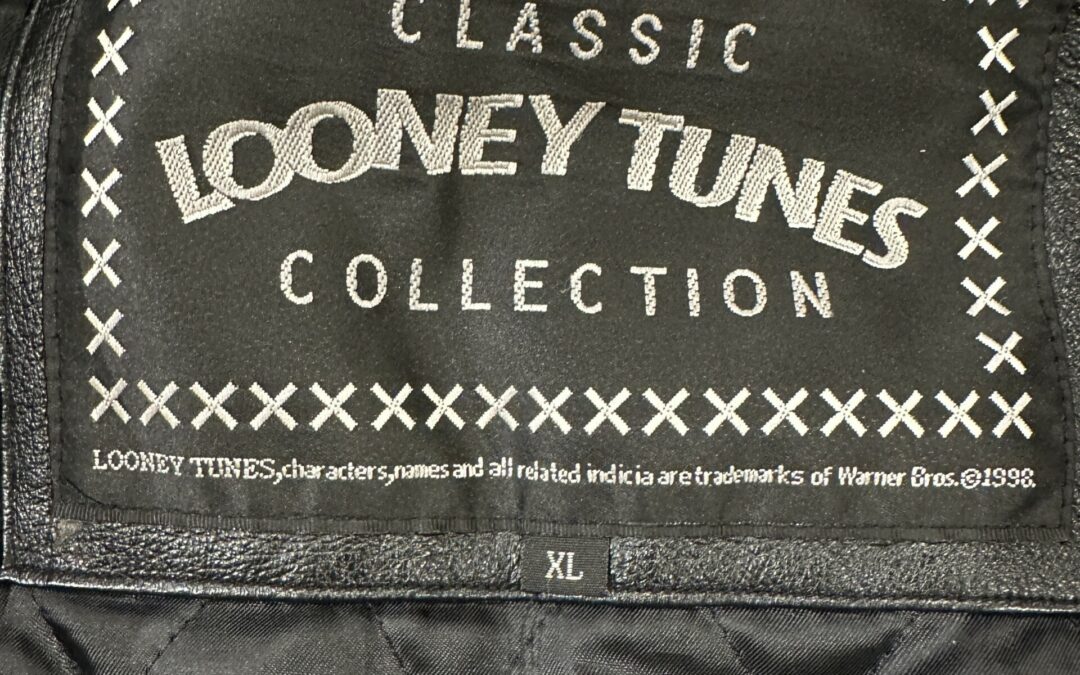 CLASSIC
LOONEY TUNES
COLLECTION
LOONEY TUNES,characters,names and all related indicia are trademarks of Warner Bros.©1998.
XL